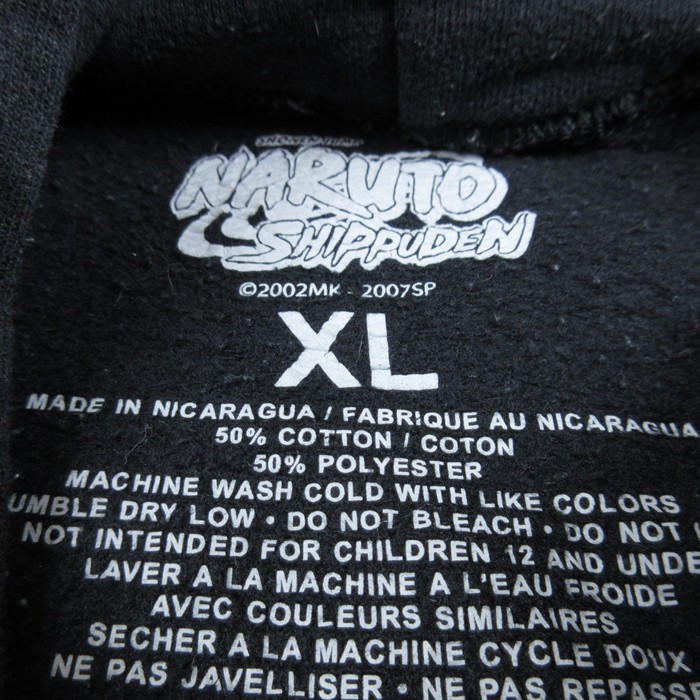 SHONEN JUMP
NARUTO
SHIPPUDEN
©2002MK - 2007SP
XL
MADE IN NICARAGUA / FABRIQUE AU NICARAGUA
50% COTTON / COTON
50% POLYESTER
MACHINE WASH COLD WITH LIKE COLORS
UMBLE DRY LOW • DO NOT BLEACH • DO NOT
NOT INTENDED FOR CHILDREN 12 AND UNDE
LAVER A LA MACHINE A L'EAU FROIDE
AVEC COULEURS SIMILAIRES
SECHER A LA MACHINE CYCLE DOUX
NE PAS JAVELLISER • NE PAS REPASS